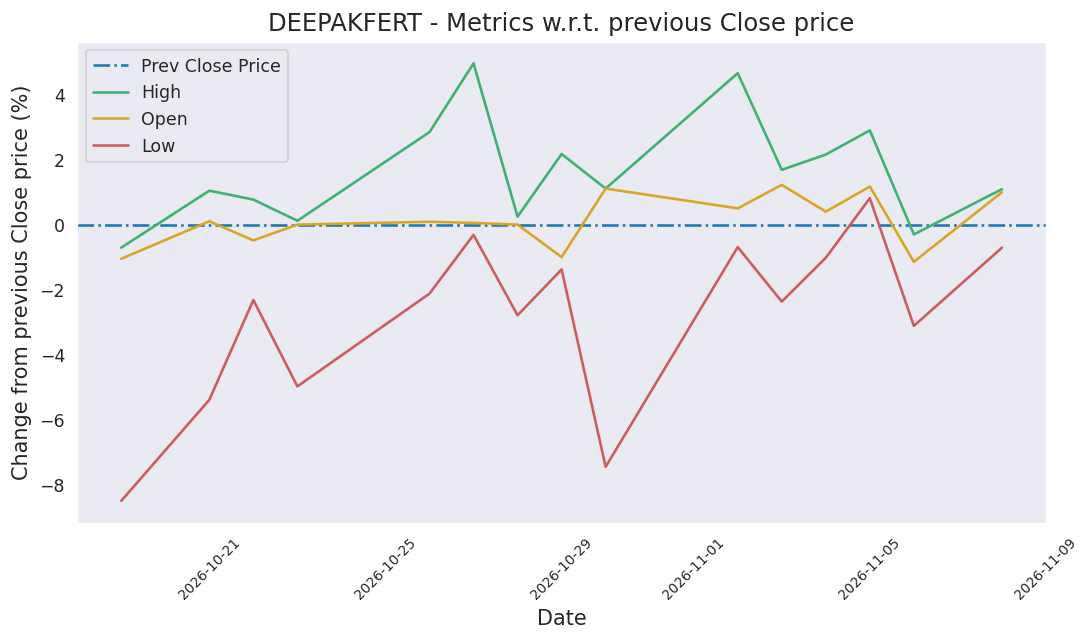 DEEPAKFERT - Metrics w.r.t. previous Close price
Prev Close Price
High
Open
Low
Change from previous Close price (%)
4
2
0
−2
−4
−6
−8
2026-10-21
2026-10-25
2026-10-29
2026-11-01
2026-11-05
2026-11-09
Date